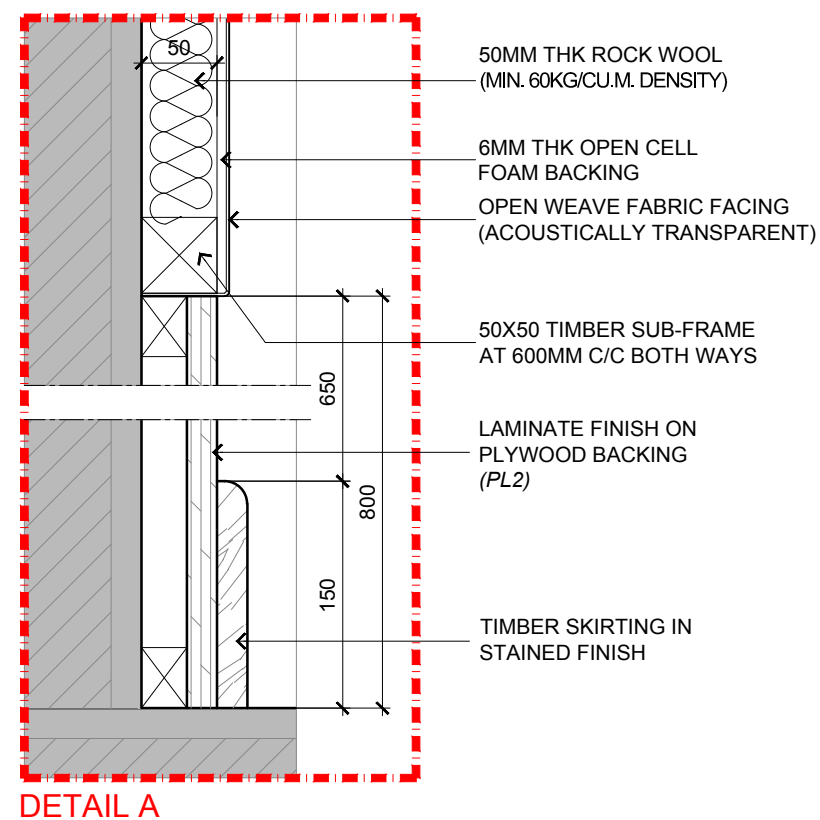 50
50MM THK ROCK WOOL
(MIN. 60KG/CU.M. DENSITY)
6MM THK OPEN CELL
FOAM BACKING
OPEN WEAVE FABRIC FACING
(ACOUSTICALLY TRANSPARENT)
50X50 TIMBER SUB-FRAME
AT 600MM C/C BOTH WAYS
650
LAMINATE FINISH ON
PLYWOOD BACKING
(PL2)
800
150
TIMBER SKIRTING IN
STAINED FINISH
DETAIL A